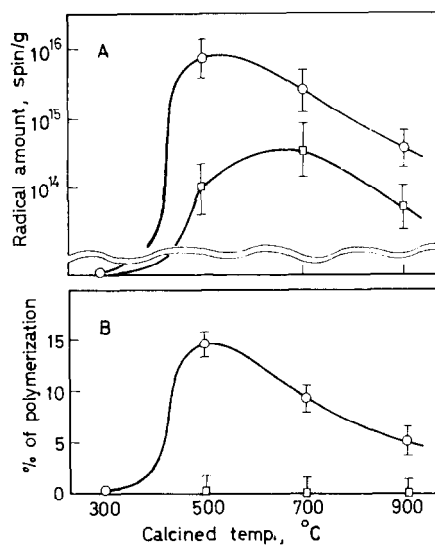 A
Radical amount, spin/g
10¹⁶
10¹⁵
10¹⁴
B
% of polymerization
15
10
5
0
300 500 700 900
Calcined temp., °C